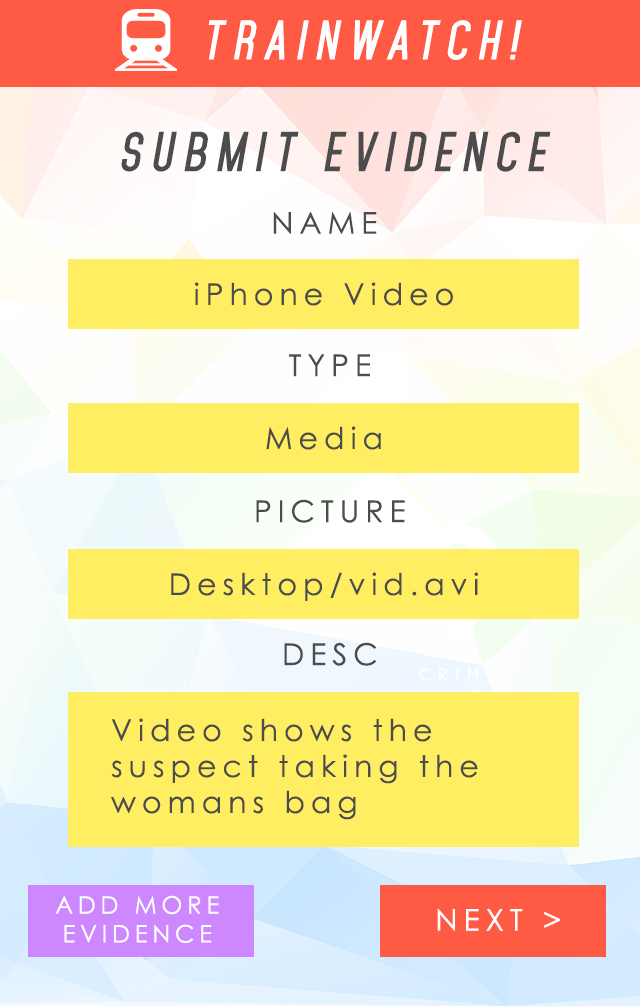 TRAINWATCH!
SUBMIT EVIDENCE
NAME
iPhone Video
TYPE
Media
PICTURE
Desktop/vid.avi
DESC
CRIM
Video shows the
suspect taking the
womans bag
ADD MORE
EVIDENCE
NEXT >